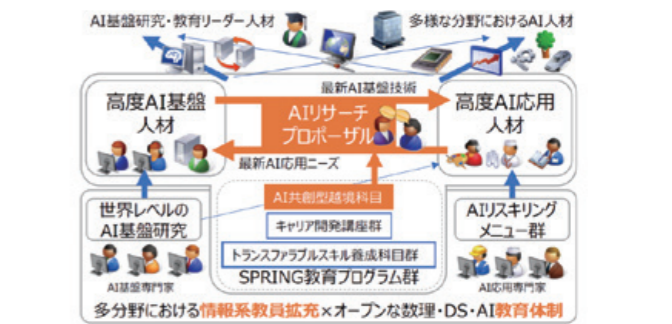 AI基盤研究・教育リーダー人材
多様な分野におけるAI人材
最新AI基盤技術
高度AI基盤
人材
AIリサーチ
プロポーザル
高度AI応用
人材
最新AI応用ニーズ
AI共創型越境科目
世界レベルの
AI基盤研究
キャリア開発講座群
AIリスキリング
メニュー群
トランスファラブルスキル養成科目群
SPRING教育プログラム群
AI基盤専門家
AI応用専門家
多分野における情報系教員拡充×オープンな数理・DS・AI教育体制